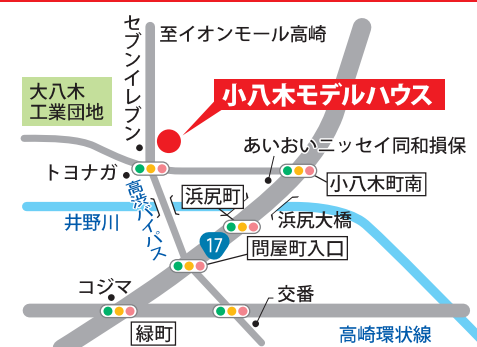 セブンイレブン
至イオンモール高崎
大八木
工業団地
小八木モデルハウス
あいおいニッセイ同和損保
トヨナガ
小八木町南
高渋バイパス
浜尻町
井野川
浜尻大橋
17
問屋町入口
コジマ
交番
緑町
高崎環状線